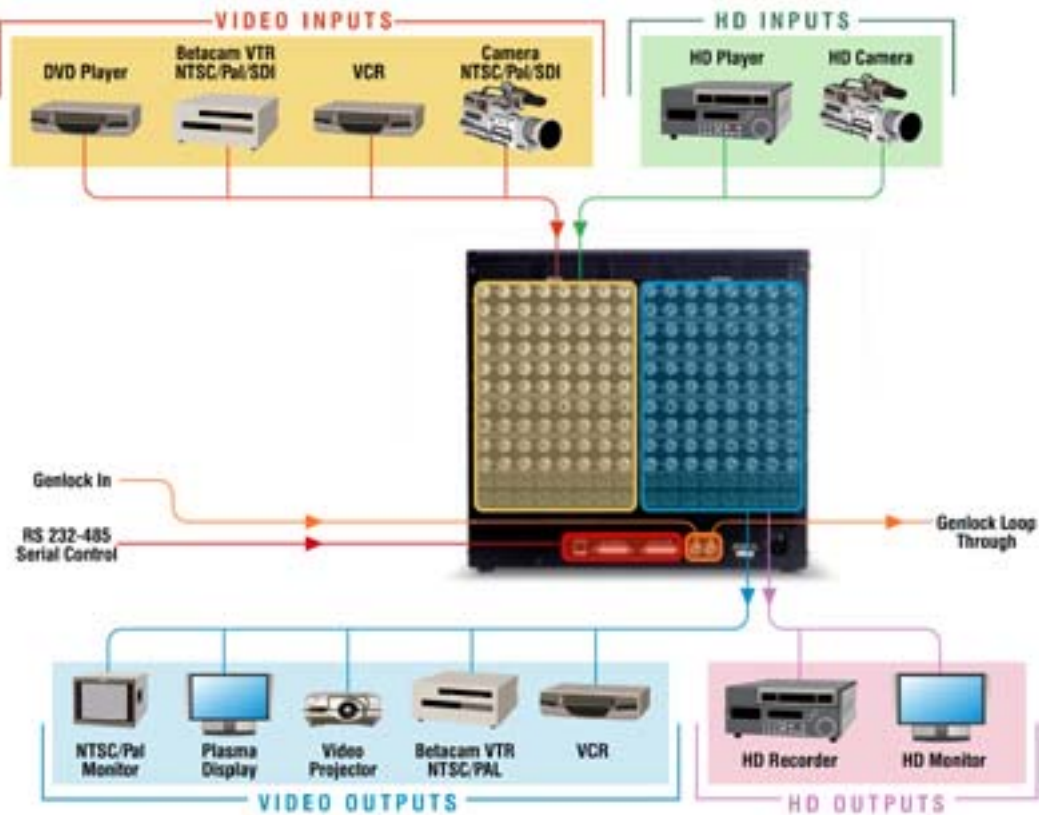 VIDEO INPUTS
HD INPUTS
DVD Player
Betacam VTR
NTSC/Pal/SDI
VCR
Camera
NTSC/Pal/SDI
HD Player
HD Camera
Genlock In
RS 232-485
Serial Control
Genlock Loop
Through
NTSC/Pal
Monitor
Plasma
Display
Video
Projector
Betacam VTR
NTSC/PAL
VCR
HD Recorder
HD Monitor
VIDEO OUTPUTS
HD OUTPUTS